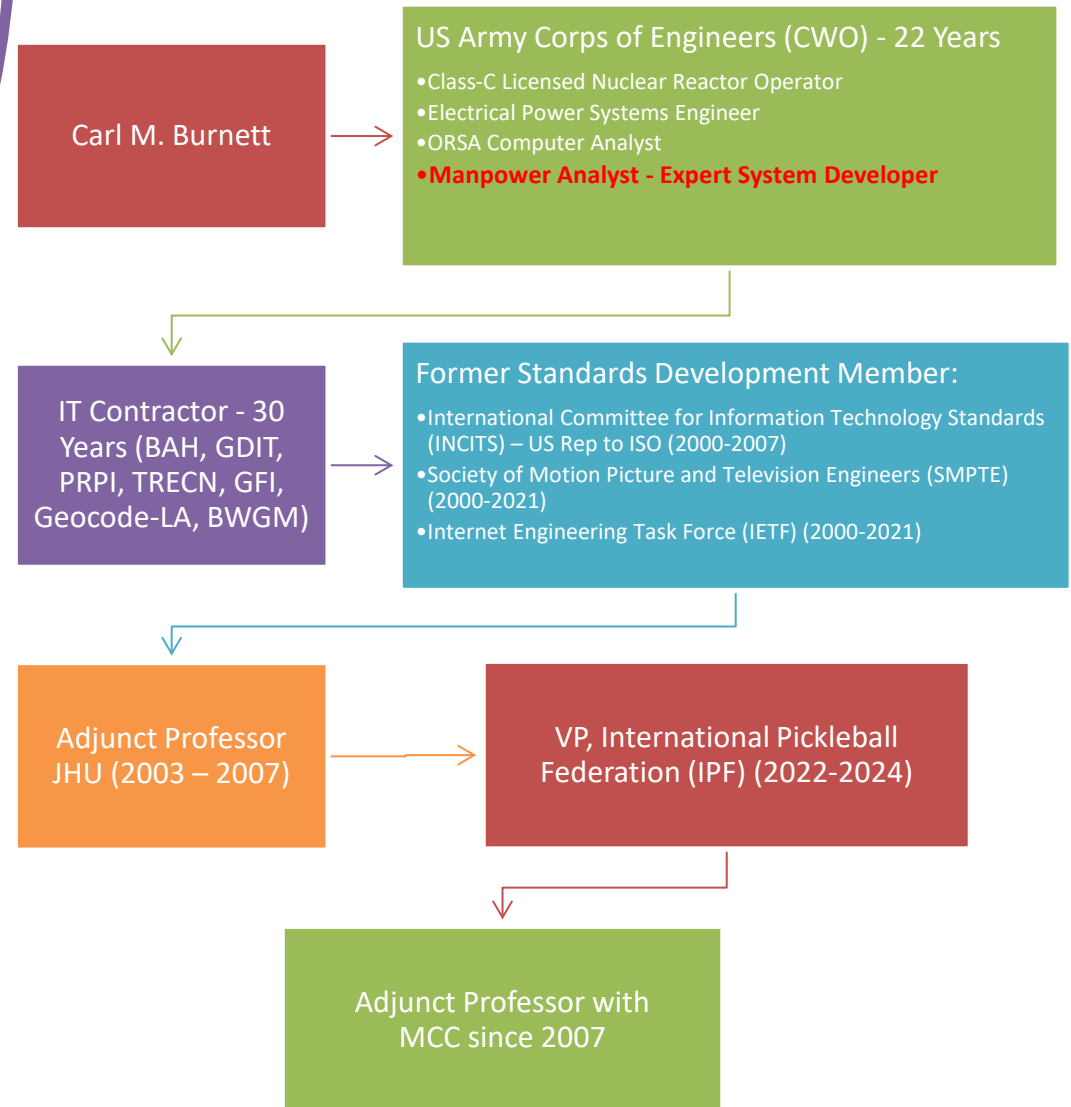 Carl M. Burnett
US Army Corps of Engineers (CWO) - 22 Years
•Class-C Licensed Nuclear Reactor Operator
•Electrical Power Systems Engineer
•ORSA Computer Analyst
•Manpower Analyst - Expert System Developer
IT Contractor - 30
Years (BAH, GDIT,
PRPI, TRECN, GFI,
Geocode-LA, BWGM)
Former Standards Development Member:
•International Committee for Information Technology Standards
(INCITS) – US Rep to ISO (2000-2007)
•Society of Motion Picture and Television Engineers (SMPTE)
(2000-2021)
•Internet Engineering Task Force (IETF) (2000-2021)
Adjunct Professor
JHU (2003 – 2007)
VP, International Pickleball
Federation (IPF) (2022-2024)
Adjunct Professor with
MCC since 2007